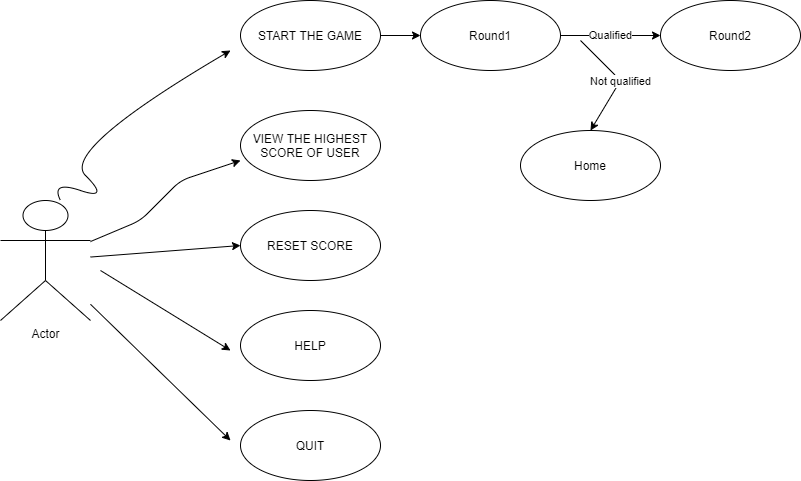 START THE GAME
Round1
Qualified
Round2
Not qualified
Home
VIEW THE HIGHEST
SCORE OF USER
RESET SCORE
HELP
QUIT
Actor